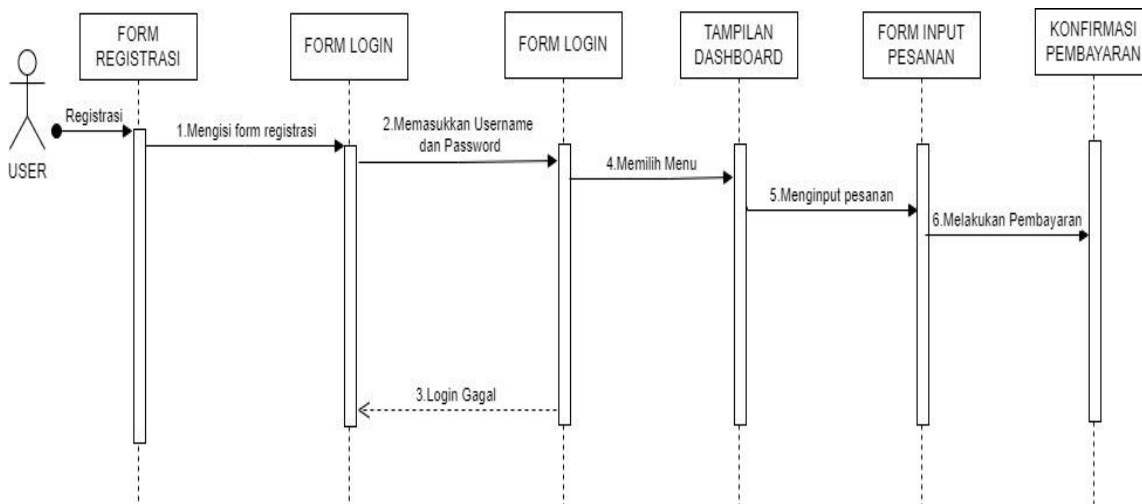 FORM
REGISTRASI
FORM LOGIN
FORM LOGIN
TAMPILAN
DASHBOARD
FORM INPUT
PESANAN
KONFIRMASI
PEMBAYARAN
USER
Registrasi
1.Mengisi form registrasi
2.Memasukkan Username
dan Password
4.Memilih Menu
5.Menginput pesanan
6.Melakukan Pembayaran
3.Login Gagal